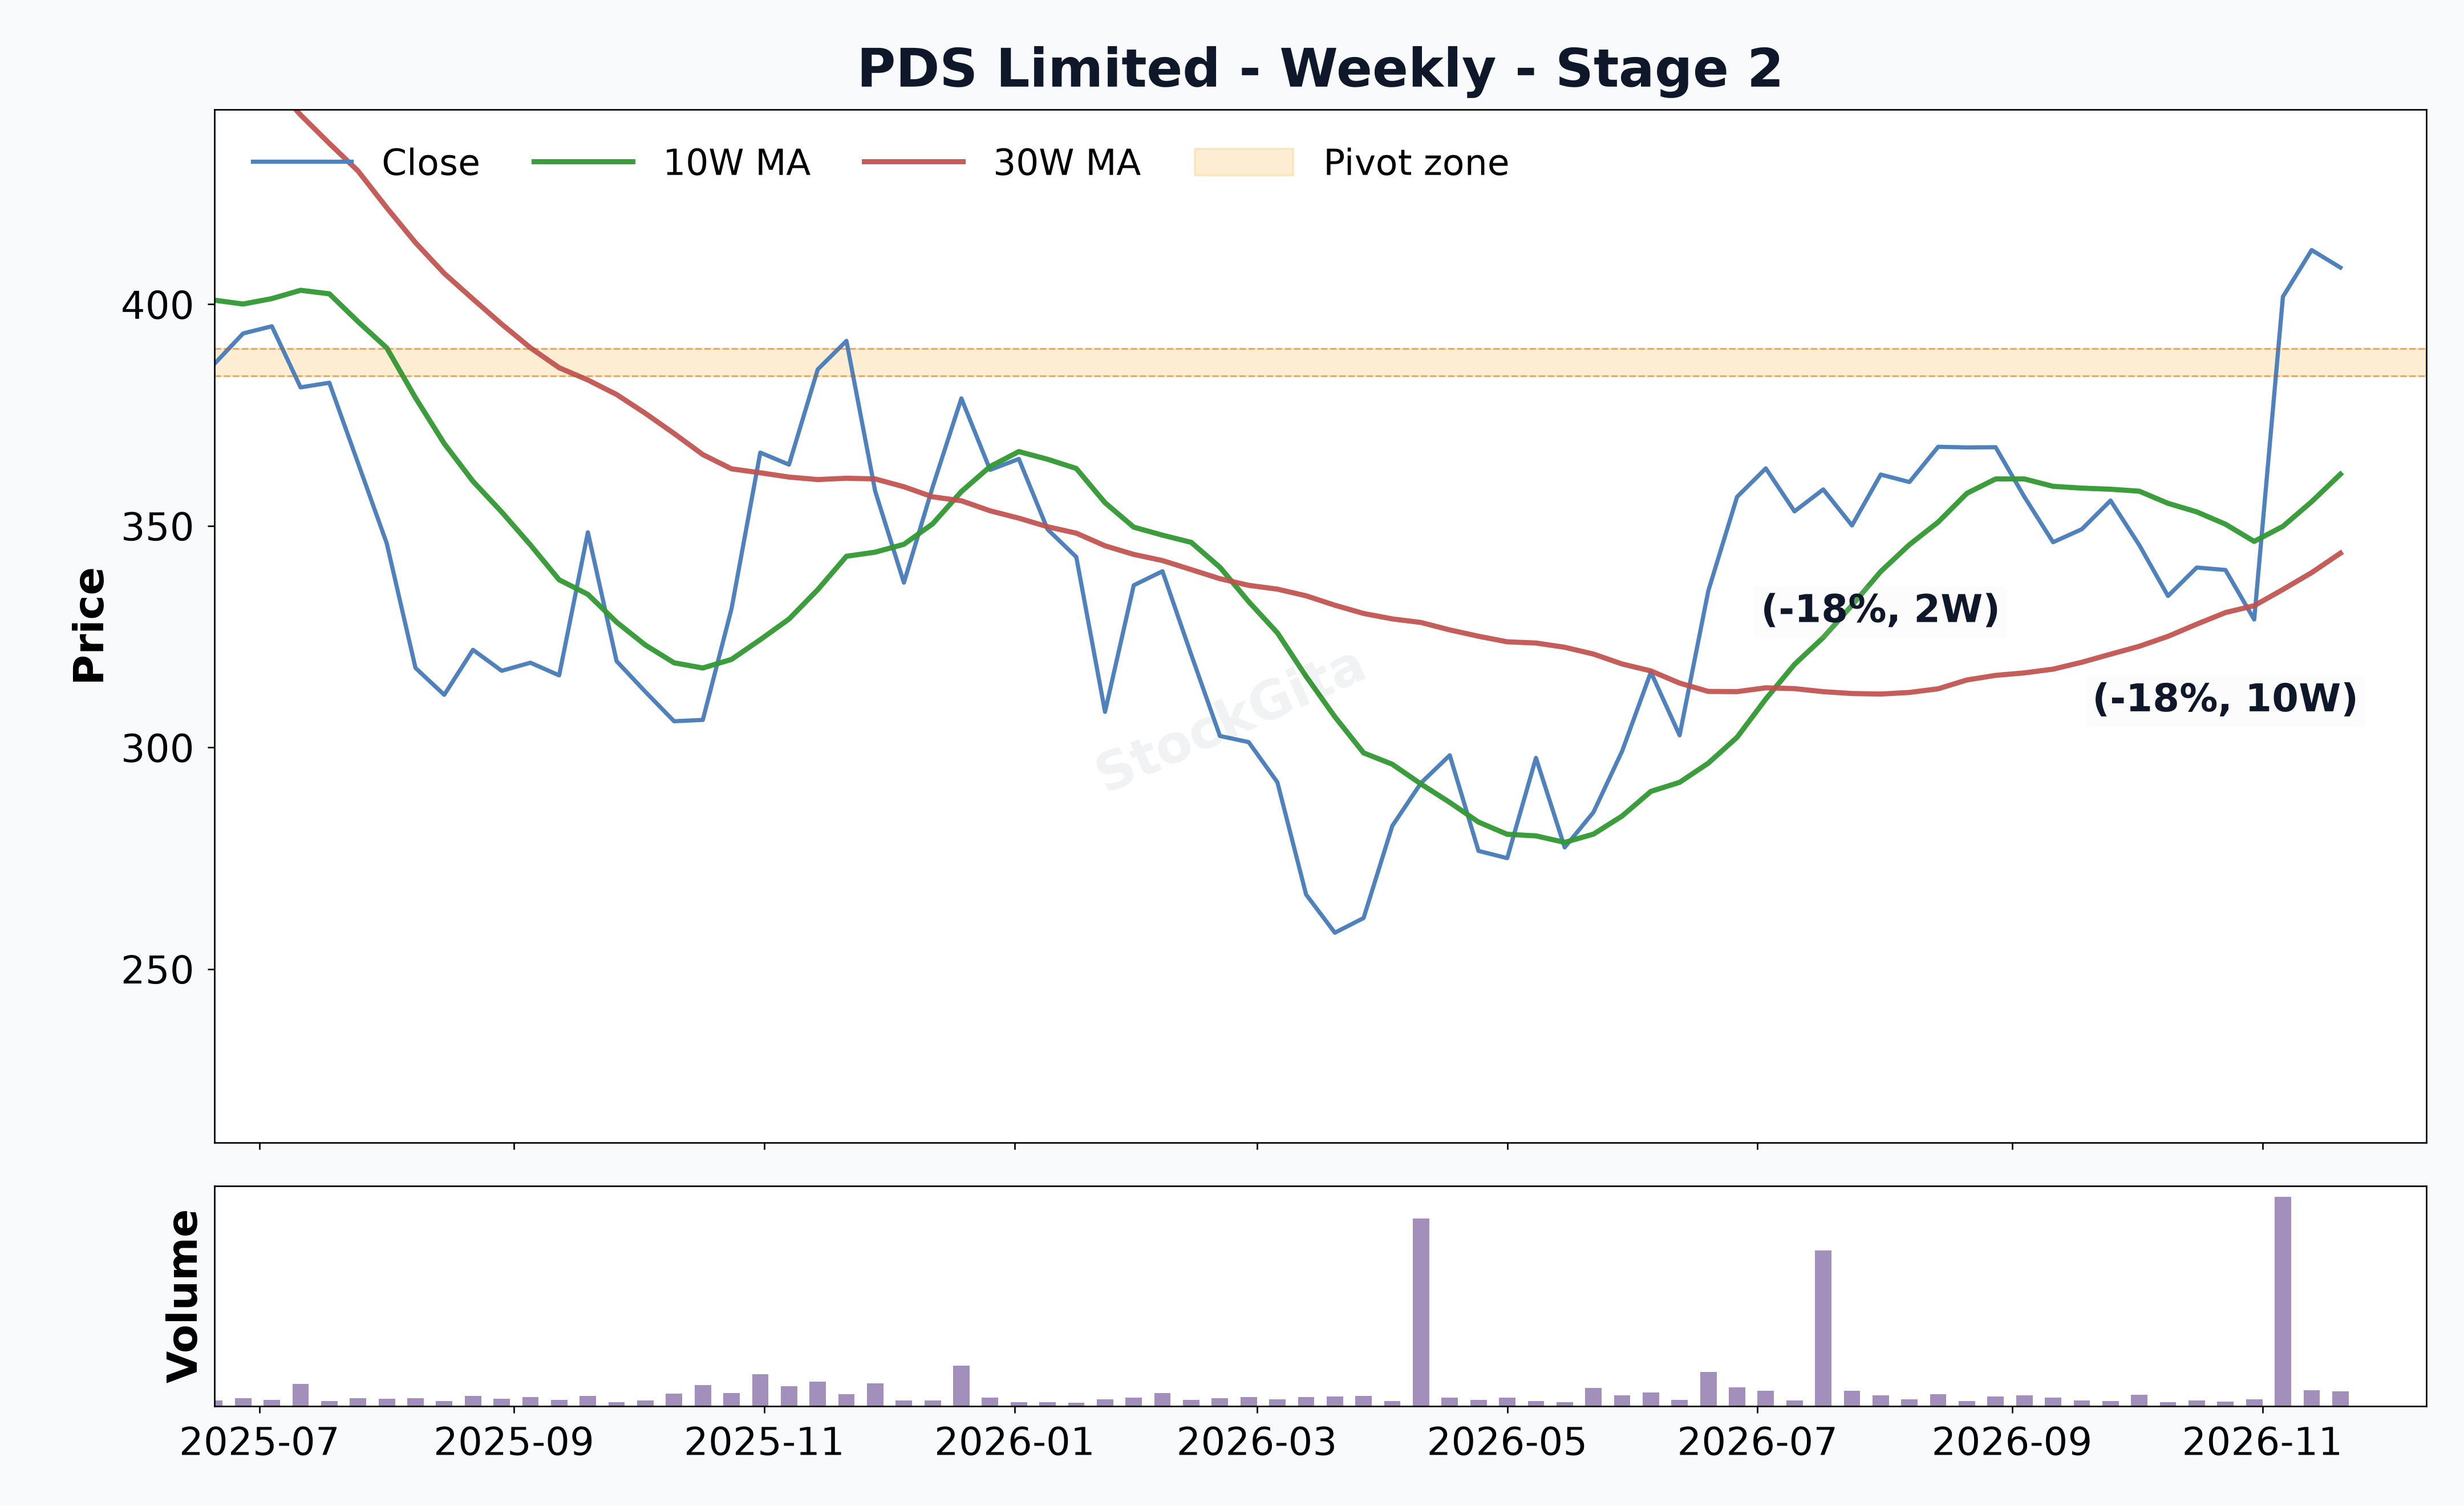 PDS Limited - Weekly - Stage 2
Close 10W MA 30W MA Pivot zone
400
350
300
250
Price
(-18%, 2W)
(-18%, 10W)
StockGita
Volume
2025-07 2025-09 2025-11 2026-01 2026-03 2026-05 2026-07 2026-09 2026-11